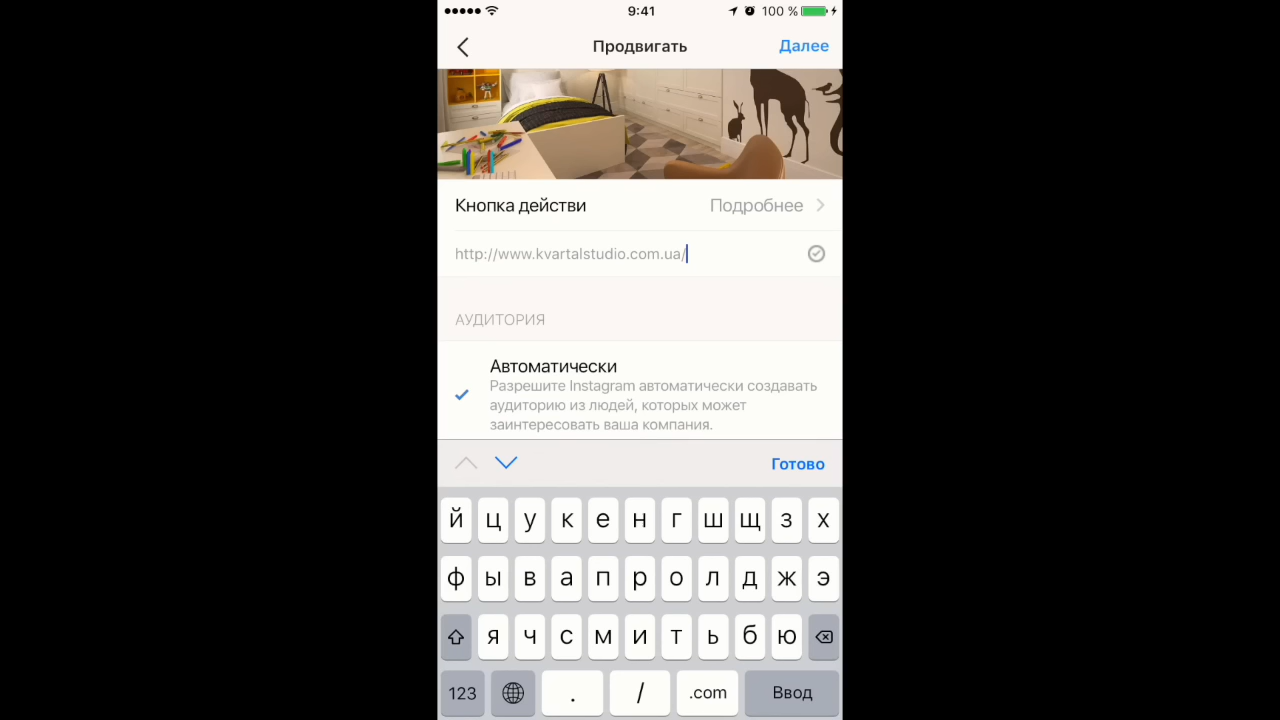 9:41
100 %
Продвигать
Далее
Кнопка действи
Подробнее
http://www.kvartalstudio.com.ua/
АУДИТОРИЯ
Автоматически
Разрешите Instagram автоматически создавать
аудиторию из людей, которых может
заинтересовать ваша компания.
Готово
й ц у к е н г ш щ з х
ф ы в а п р о л д ж э
я ч с м и т ь б ю
123 . / .com Ввод